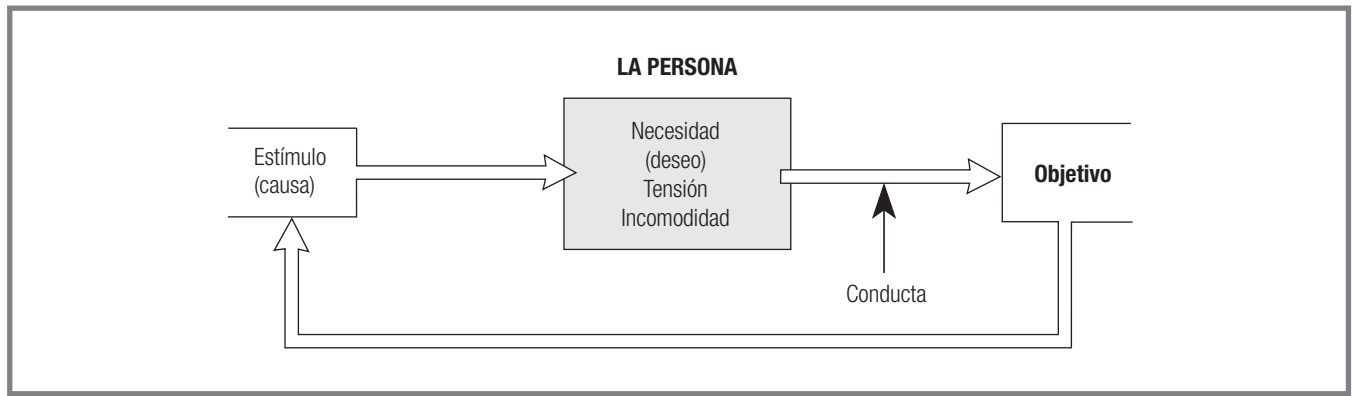 LA PERSONA
Estímulo
(causa)
Necesidad
(deseo)
Tensión
Incomodidad
Objetivo
Conducta